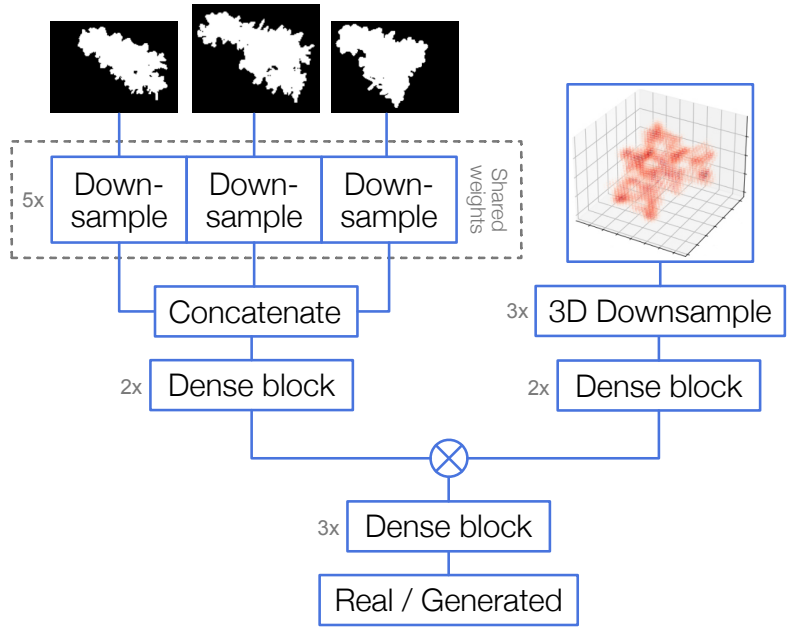 5x
Down-
sample
Down-
sample
Down-
sample
Shared
weights
Concatenate
3x
3D Downsample
2x
Dense block
2x
Dense block
3x
Dense block
Real / Generated